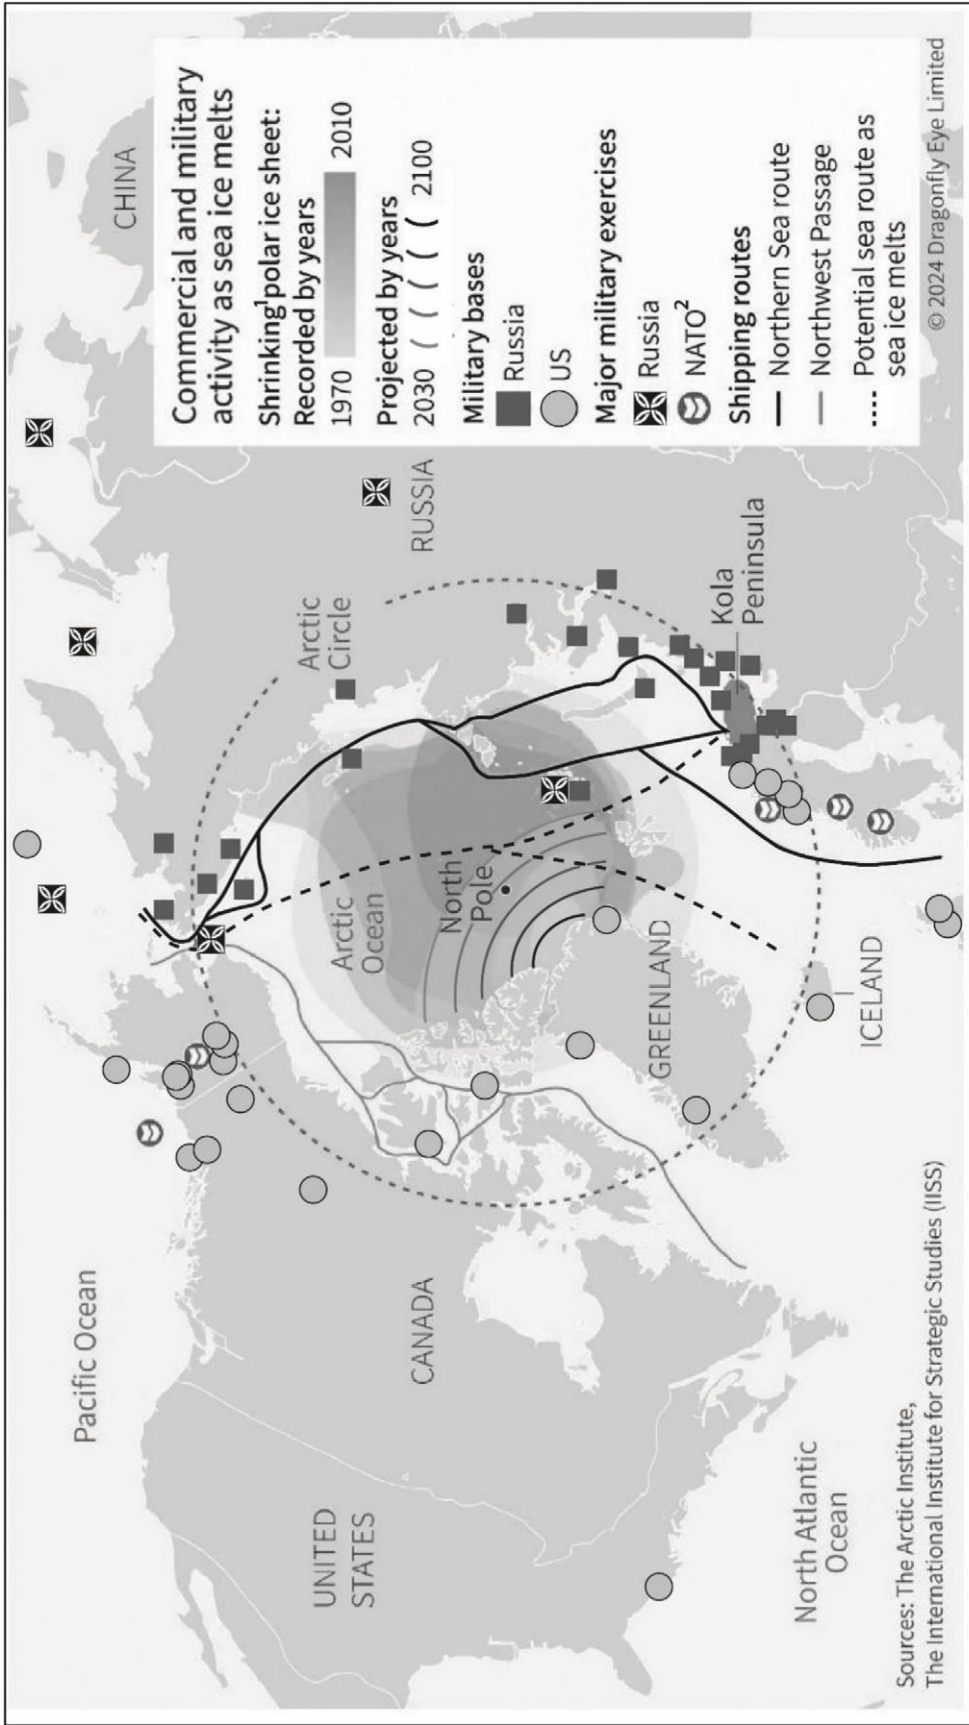 Commercial and military
activity as sea ice melts
Shrinking¹polar ice sheet:
Recorded by years
1970 2010
Projected by years
2030 2100
Military bases
Russia
US
Major military exercises
Russia
NATO²
Shipping routes
Northern Sea route
Northwest Passage
Potential sea route as
sea ice melts
© 2024 Dragonfly Eye Limited
Pacific Ocean
CHINA
UNITED
STATES
CANADA
Arctic
Ocean
Arctic
Circle
RUSSIA
North
Pole
GREENLAND
Kola
Peninsula
ICELAND
North Atlantic
Ocean
Sources: The Arctic Institute,
The International Institute for Strategic Studies (IISS)